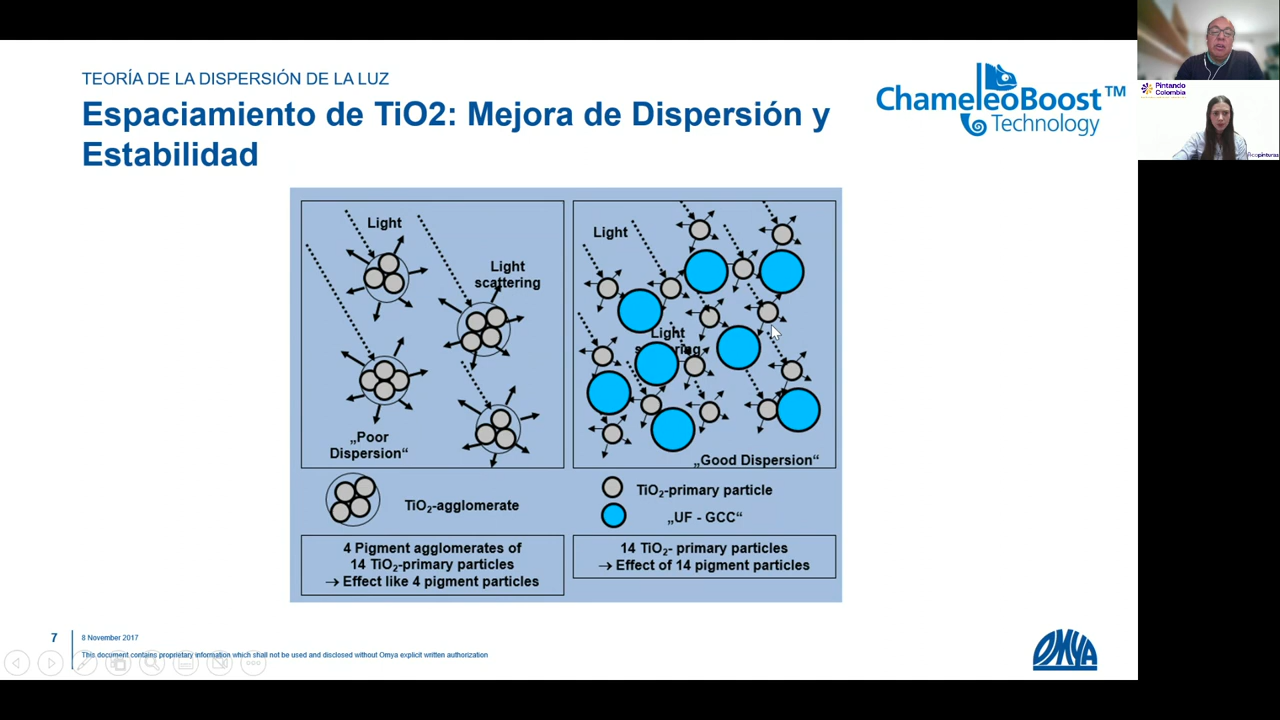 TEORÍA DE LA DISPERSIÓN DE LA LUZ
Espaciamiento de TiO2: Mejora de Dispersión y
Estabilidad
ChameleoBoost™
Technology
Pintando
Colombia
Light
Light
scattering
„Poor
Dispersion“
TiO₂-agglomerate
4 Pigment agglomerates of
14 TiO₂-primary particles
→ Effect like 4 pigment particles
Light
Light
scattering
„Good Dispersion“
TiO₂-primary particle
„UF - GCC“
14 TiO₂- primary particles
→ Effect of 14 pigment particles
7
8 November 2017
This document contains proprietary information which shall not be used and disclosed without Omya explicit written authorization
OMYA